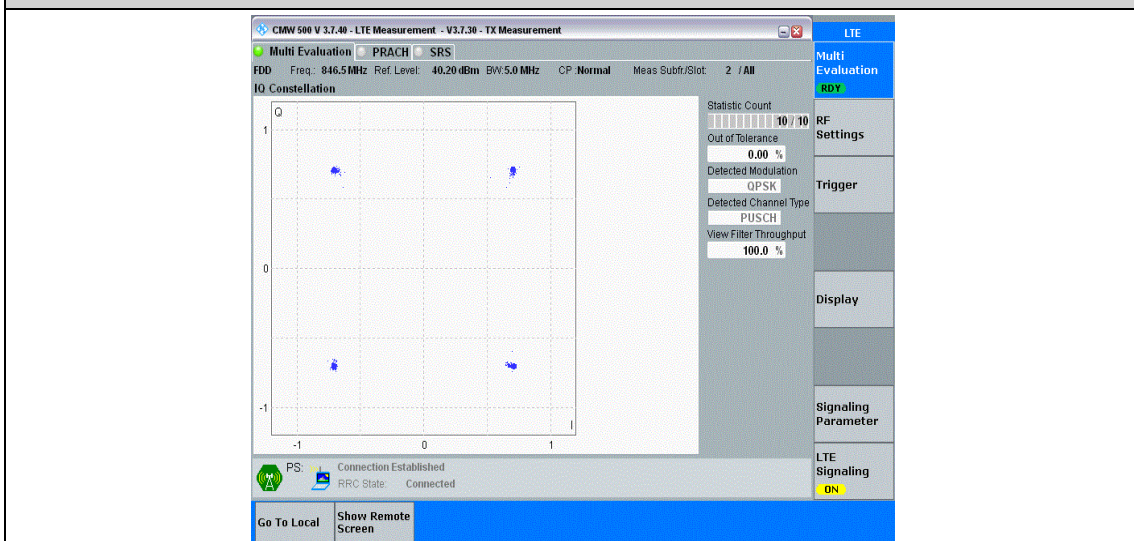 CMW 500 V 3.7.40 - LTE Measurement - V3.7.30 - TX Measurement
LTE
Multi Evaluation PRACH SRS
FDD Freq.: 846.5 MHz Ref. Level: 40.20 dBm BW:5.0 MHz CP :Normal Meas Subfr./Slot: 2 / All
IQ Constellation
Q
1
0
-1
I
-1 0 1
Statistic Count
10 / 10
Out of Tolerance
0.00 %
Detected Modulation
QPSK
Detected Channel Type
PUSCH
View Filter Throughput
100.0 %
Multi
Evaluation
RDY
RF
Settings
Trigger
Display
Signaling
Parameter
LTE
Signaling
ON
PS: Connection Established
RRC State: Connected
Go To Local
Show Remote
Screen